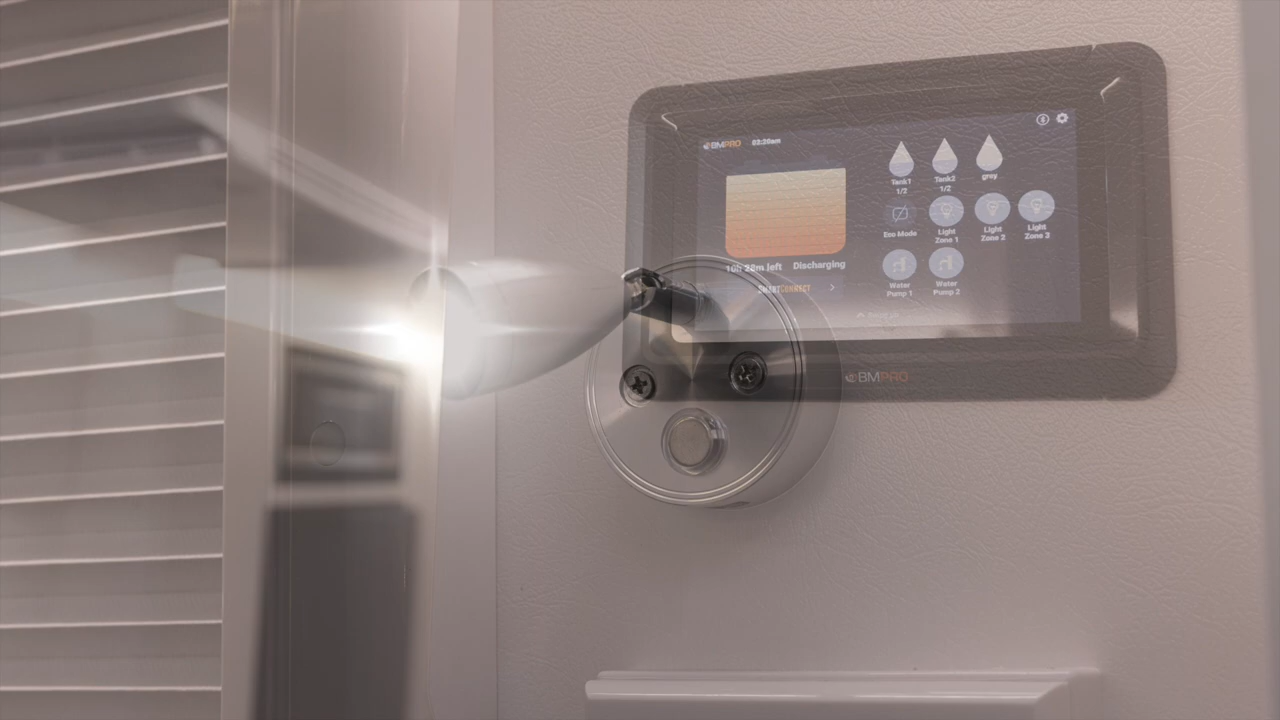 BMPRO 03:20am
Tank1
1/2
Tank2
1/2
grey
Eco Mode
Light
Zone 1
Light
Zone 2
Light
Zone 3
10h 28m left Discharging
Water
Pump 1
Water
Pump 2
SMARTCONNECT
BMPRO